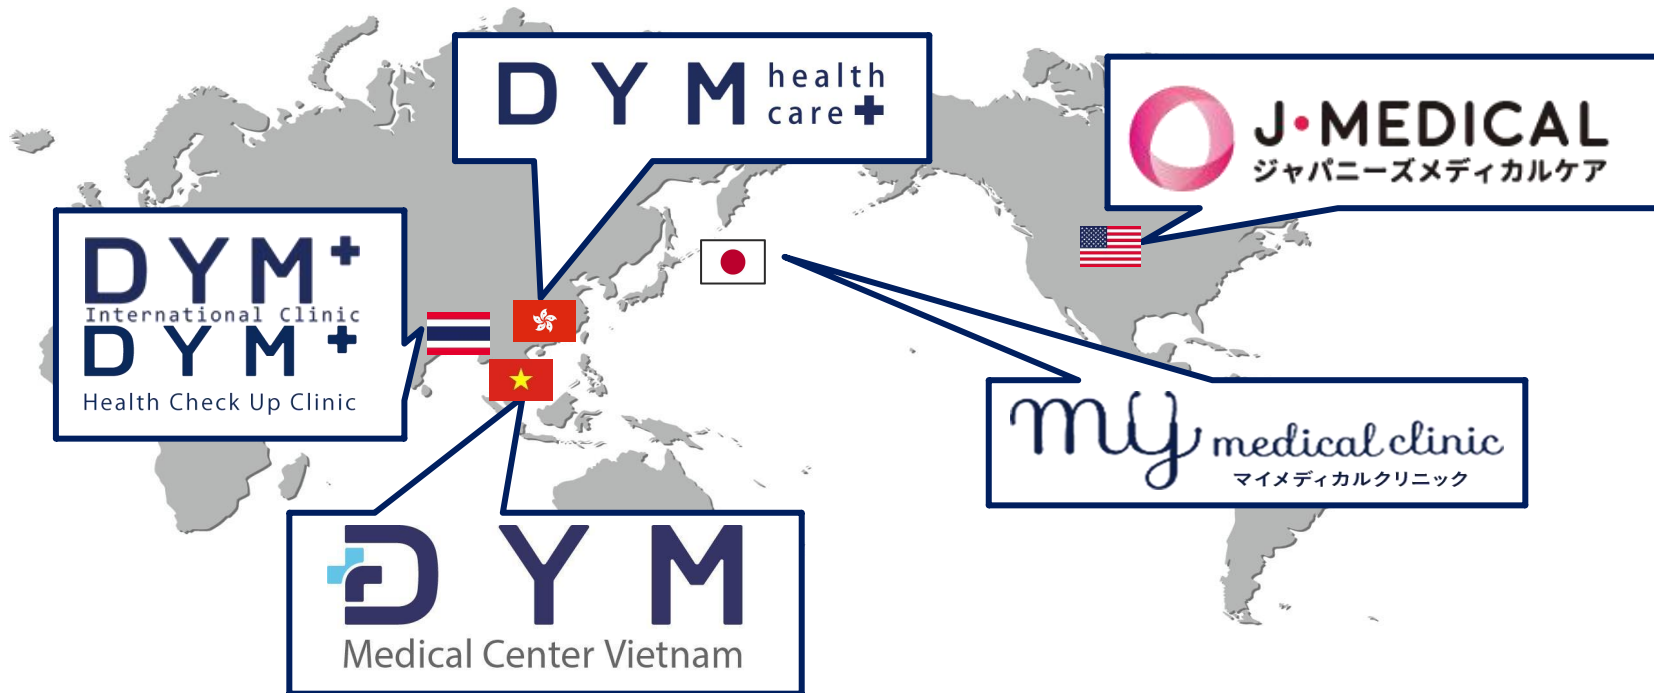 DYM health
care+
J・MEDICAL
ジャパニーズメディカルケア
DYM+
International Clinic
DYM+
Health Check Up Clinic
my medical clinic
マイメディカルクリニック
DYM
Medical Center Vietnam